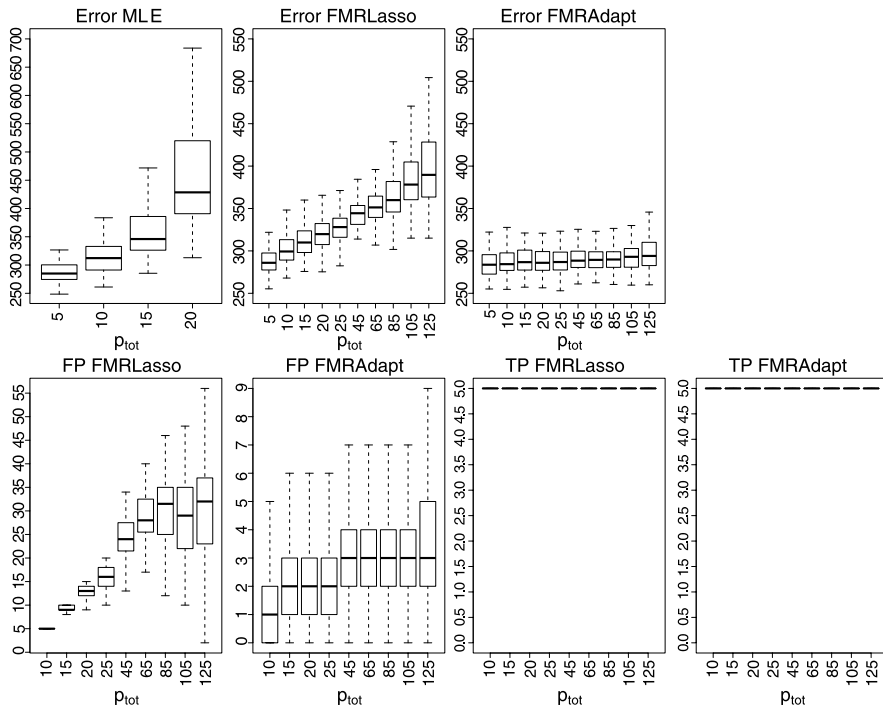 Error MLE
250 300 350 400 450 500 550 600 650 700
5 10 15 20
ptot
Error FMRLasso
250 300 350 400 450 500 550
5 10 15 20 25 45 65 85 105 125
ptot
Error FMRAdapt
250 300 350 400 450 500 550
5 10 15 20 25 45 65 85 105 125
ptot
FP FMRLasso
0 5 10 15 20 25 30 35 40 45 50 55
10 15 20 25 45 65 85 105 125
ptot
FP FMRAdapt
0 1 2 3 4 5 6 7 8 9
10 15 20 25 45 65 85 105 125
ptot
TP FMRLasso
0.0 0.5 1.0 1.5 2.0 2.5 3.0 3.5 4.0 4.5 5.0
10 15 20 25 45 65 85 105 125
ptot
TP FMRAdapt
0.0 0.5 1.0 1.5 2.0 2.5 3.0 3.5 4.0 4.5 5.0
10 15 20 25 45 65 85 105 125
ptot